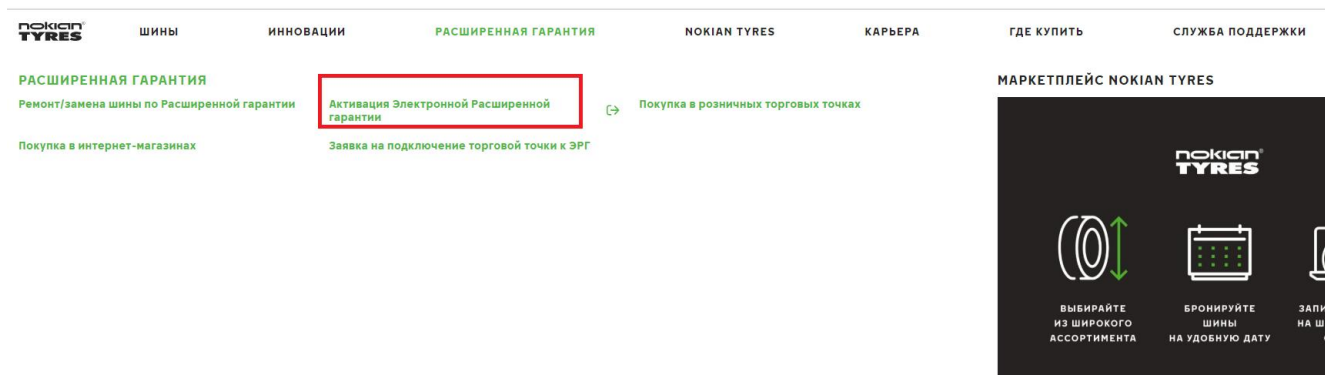 nokian®
TYRES
ШИНЫ
ИННОВАЦИИ
РАСШИРЕННАЯ ГАРАНТИЯ
NOKIAN TYRES
КАРЬЕРА
ГДЕ КУПИТЬ
СЛУЖБА ПОДДЕРЖКИ
РАСШИРЕННАЯ ГАРАНТИЯ
Ремонт/замена шины по Расширенной гарантии
Активация Электронной Расширенной
гарантии
Покупка в розничных торговых точках
Покупка в интернет-магазинах
Заявка на подключение торговой точки к ЭРГ
МАРКЕТПЛЕЙС NOKIAN TYRES
nokian®
TYRES
ВЫБИРАЙТЕ
ИЗ ШИРОКОГО
АССОРТИМЕНТА
БРОНИРУЙТЕ
ШИНЫ
НА УДОБНУЮ ДАТУ
НА